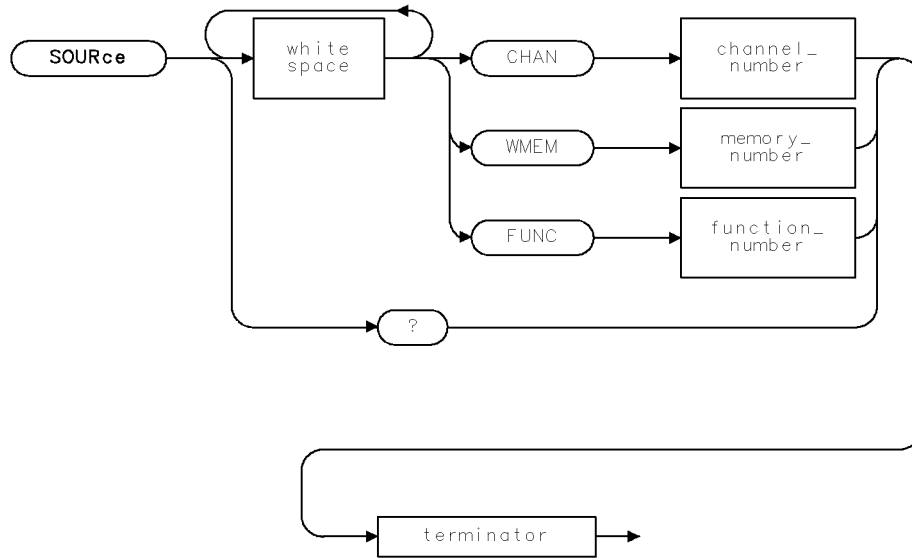 SOURce
white
space
CHAN
channel_
number
WMEM
memory_
number
FUNC
function_
number
?
terminator